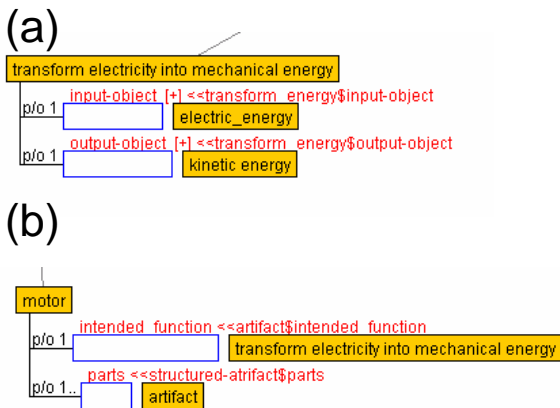 (a)
transform electricity into mechanical energy
input-object [+] <<transform_energy$input-object
p/o 1 electric_energy
output-object [+] <<transform_energy$output-object
p/o 1 kinetic energy
(b)
motor
intended_function <<artifact$intended_function
p/o 1 transform electricity into mechanical energy
parts <<structured-atrifact$parts
p/o 1.. artifact